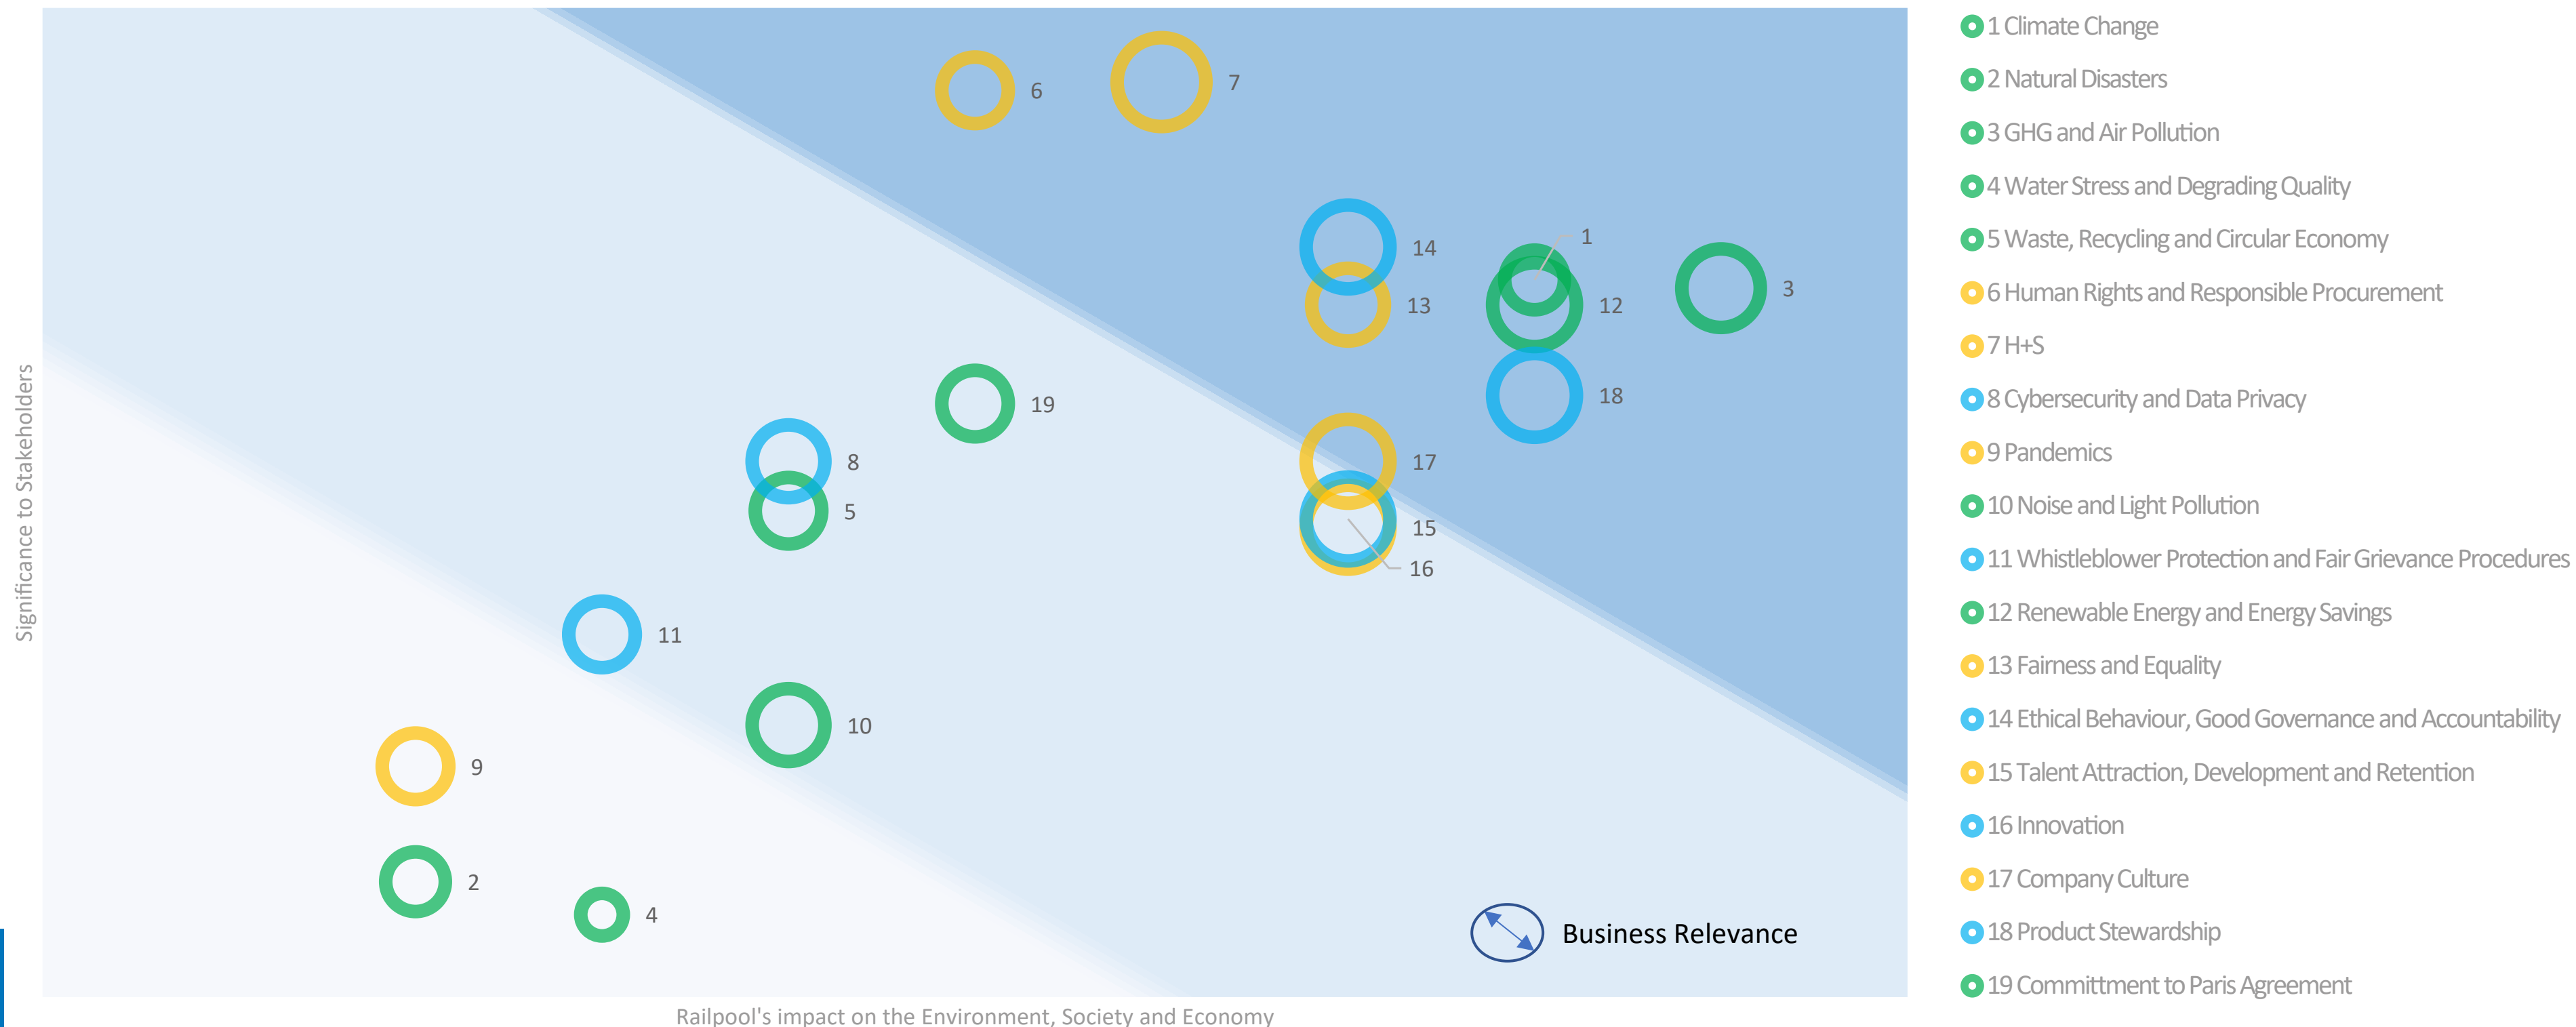 6
7
14
1
13
12
3
19
18
8
17
5
15
16
11
10
9
2
4
Business Relevance
Significance to Stakeholders
Railpool's impact on the Environment, Society and Economy
1 Climate Change
2 Natural Disasters
3 GHG and Air Pollution
4 Water Stress and Degrading Quality
5 Waste, Recycling and Circular Economy
6 Human Rights and Responsible Procurement
7 H+S
8 Cybersecurity and Data Privacy
9 Pandemics
10 Noise and Light Pollution
11 Whistleblower Protection and Fair Grievance Procedures
12 Renewable Energy and Energy Savings
13 Fairness and Equality
14 Ethical Behaviour, Good Governance and Accountability
15 Talent Attraction, Development and Retention
16 Innovation
17 Company Culture
18 Product Stewardship
19 Committment to Paris Agreement